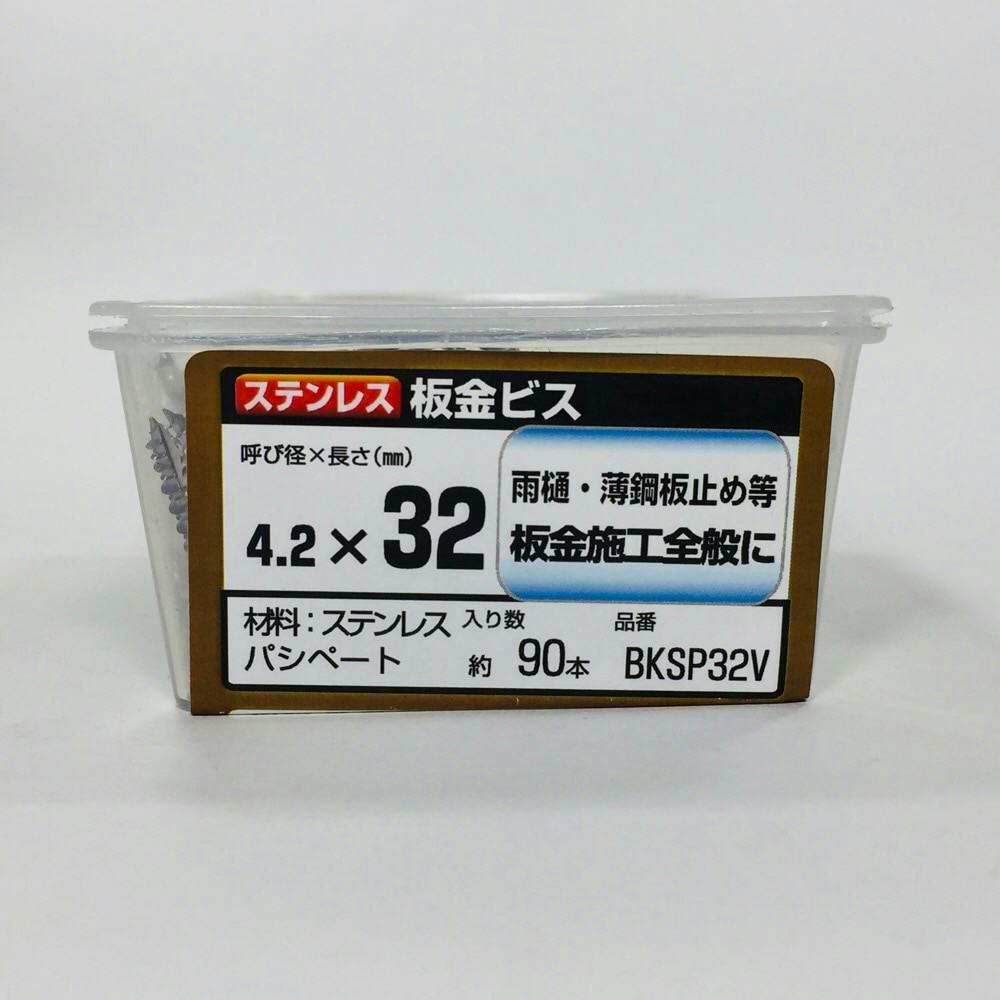 ステンレス 板金ビス
呼び径×長さ(㎜)
4.2×32
雨樋・薄鋼板止め等
板金施工全般に
材料:ステンレス
パシペート
入り数
約 90本
品番
BKSP32V